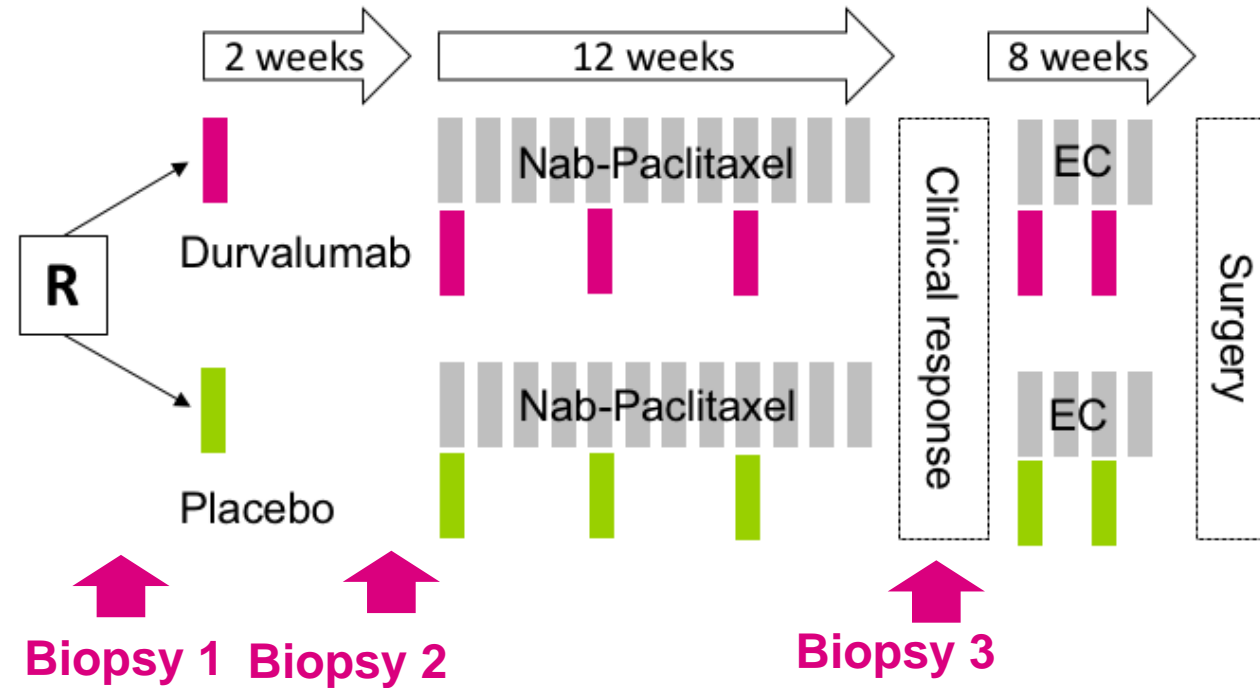 2 weeks
12 weeks
8 weeks
Nab-Paclitaxel
EC
R
Durvalumab
Clinical response
Surgery
Nab-Paclitaxel
EC
Placebo
Biopsy 1
Biopsy 2
Biopsy 3